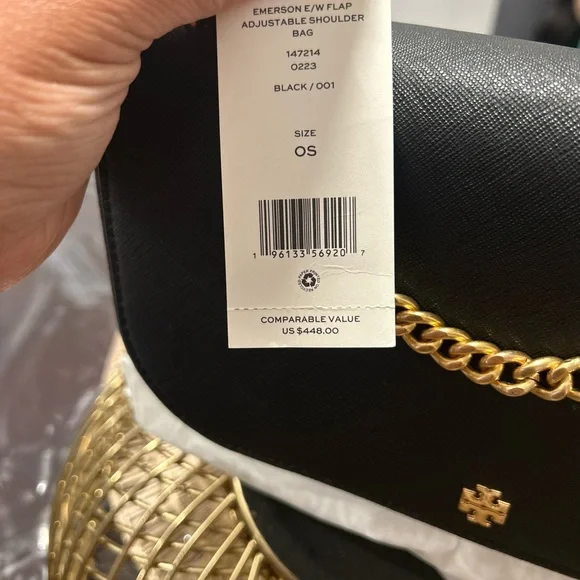 EMERSON E/W FLAP
ADJUSTABLE SHOULDER
BAG
147214
0223
BLACK / 001
SIZE
OS
1 96133 56920 7
COMPARABLE VALUE
US $448.00